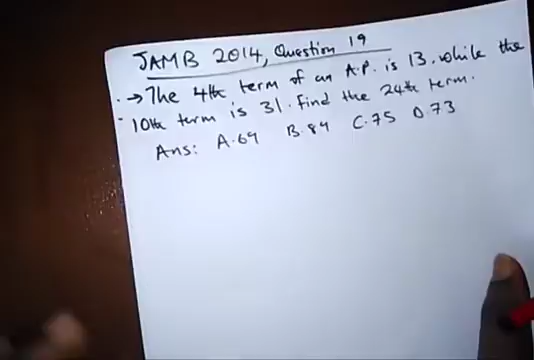 JAMB 2014, Question 19
→ The 4th term of an A.P. is 13. while the
10th term is 31. Find the 24th term.
Ans: A.69 B.89 C.75 D.73